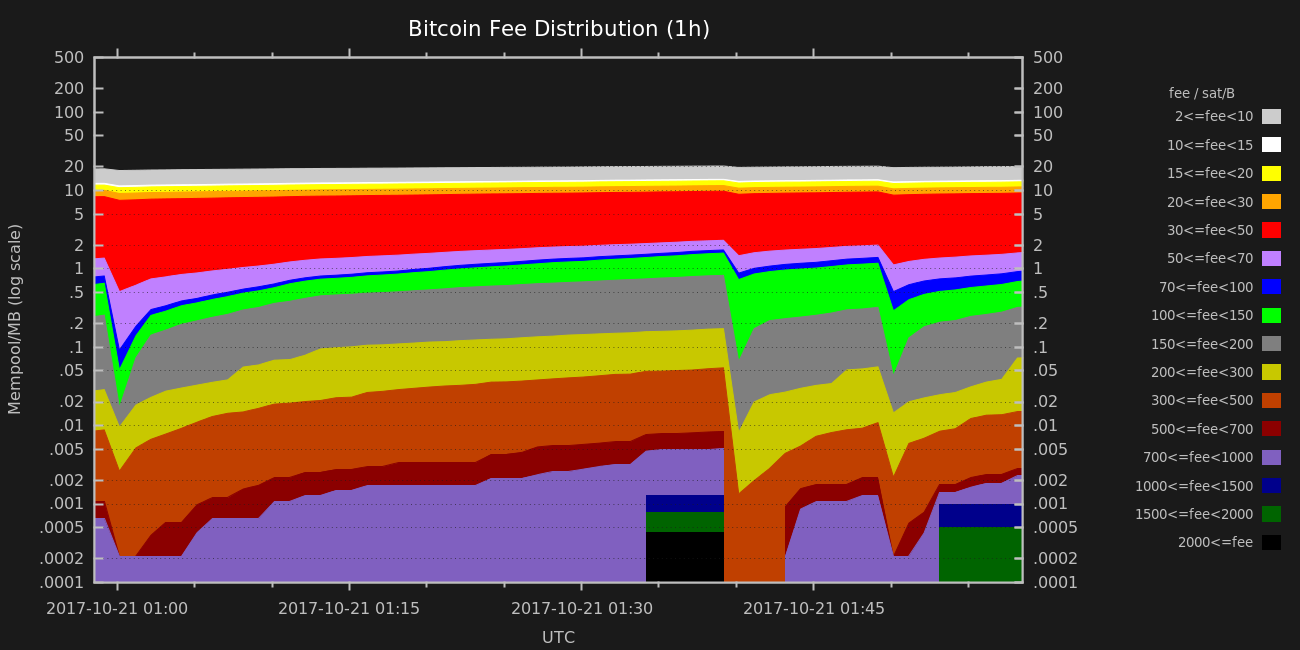 Bitcoin Fee Distribution (1h)
500
200
100
50
20
10
5
2
1
.5
.2
.1
.05
.02
.01
.005
.002
.001
.0005
.0002
.0001
Mempool/MB (log scale)
500
200
100
50
20
10
5
2
1
.5
.2
.1
.05
.02
.01
.005
.002
.001
.0005
.0002
.0001
2017-10-21 01:00
2017-10-21 01:15
2017-10-21 01:30
2017-10-21 01:45
UTC
fee / sat/B
2<=fee<10
10<=fee<15
15<=fee<20
20<=fee<30
30<=fee<50
50<=fee<70
70<=fee<100
100<=fee<150
150<=fee<200
200<=fee<300
300<=fee<500
500<=fee<700
700<=fee<1000
1000<=fee<1500
1500<=fee<2000
2000<=fee